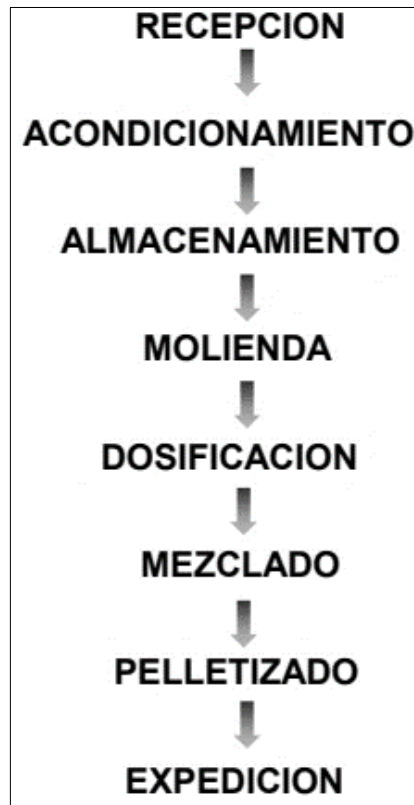 RECEPCION
ACONDICIONAMIENTO
ALMACENAMIENTO
MOLIENDA
DOSIFICACION
MEZCLADO
PELLETIZADO
EXPEDICION